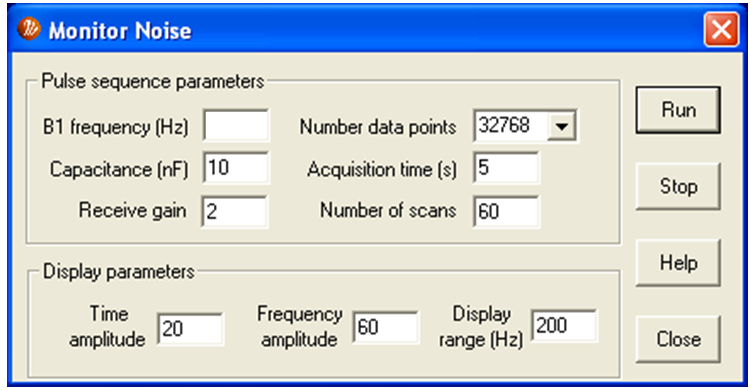 Monitor Noise
Pulse sequence parameters
B1 frequency (Hz)
Number data points 32768
Capacitance (nF) 10
Acquisition time (s) 5
Receive gain 2
Number of scans 60
Run
Stop
Help
Close
Display parameters
Time
amplitude 20
Frequency
amplitude 60
Display
range (Hz) 200